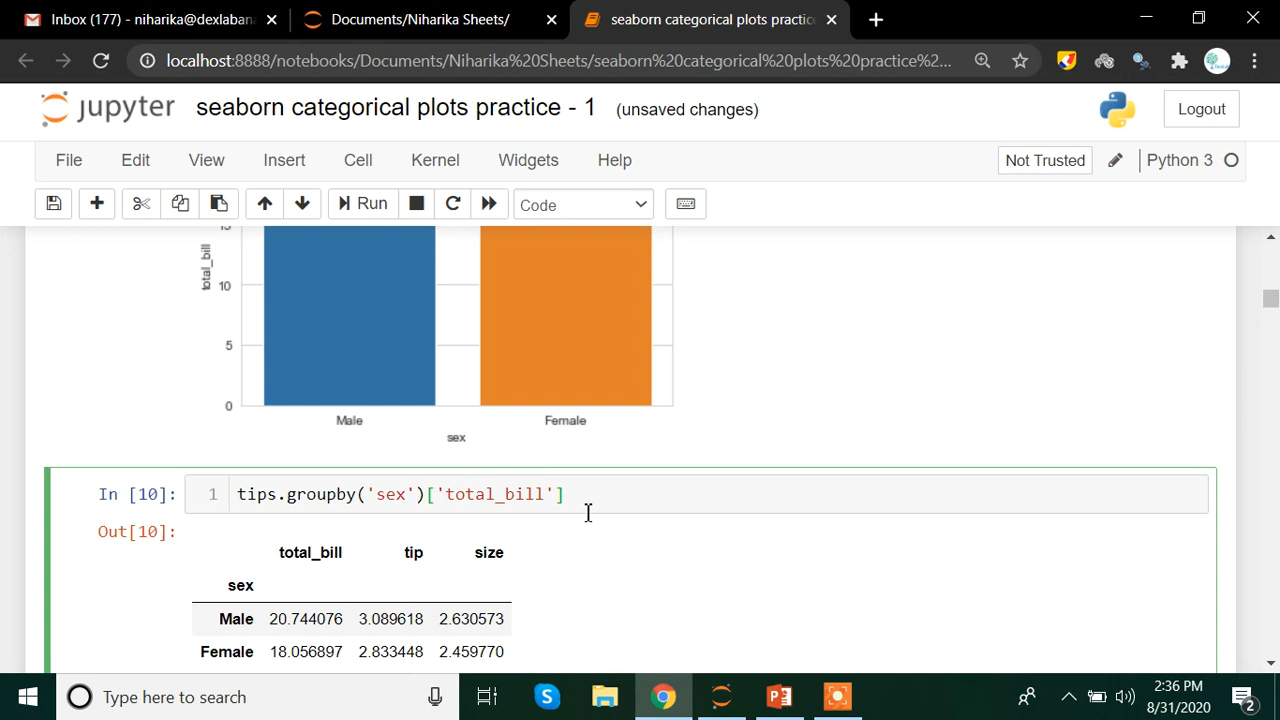 Inbox (177) - niharika@dexlabana
Documents/Niharika Sheets/
seaborn categorical plots practice
localhost:8888/notebooks/Documents/Niharika%20Sheets/seaborn%20categorical%20plots%20practice%2...
jupyter seaborn categorical plots practice - 1 (unsaved changes)
Logout
File Edit View Insert Cell Kernel Widgets Help
Not Trusted
Python 3
Run
Code
15
total_bill
10
5
0
Male Female
sex
In [10]: 1 tips.groupby('sex')['total_bill']
Out[10]:
total_bill tip size
sex
Male 20.744076 3.089618 2.630573
Female 18.056897 2.833448 2.459770
Type here to search
2:36 PM
8/31/2020
2